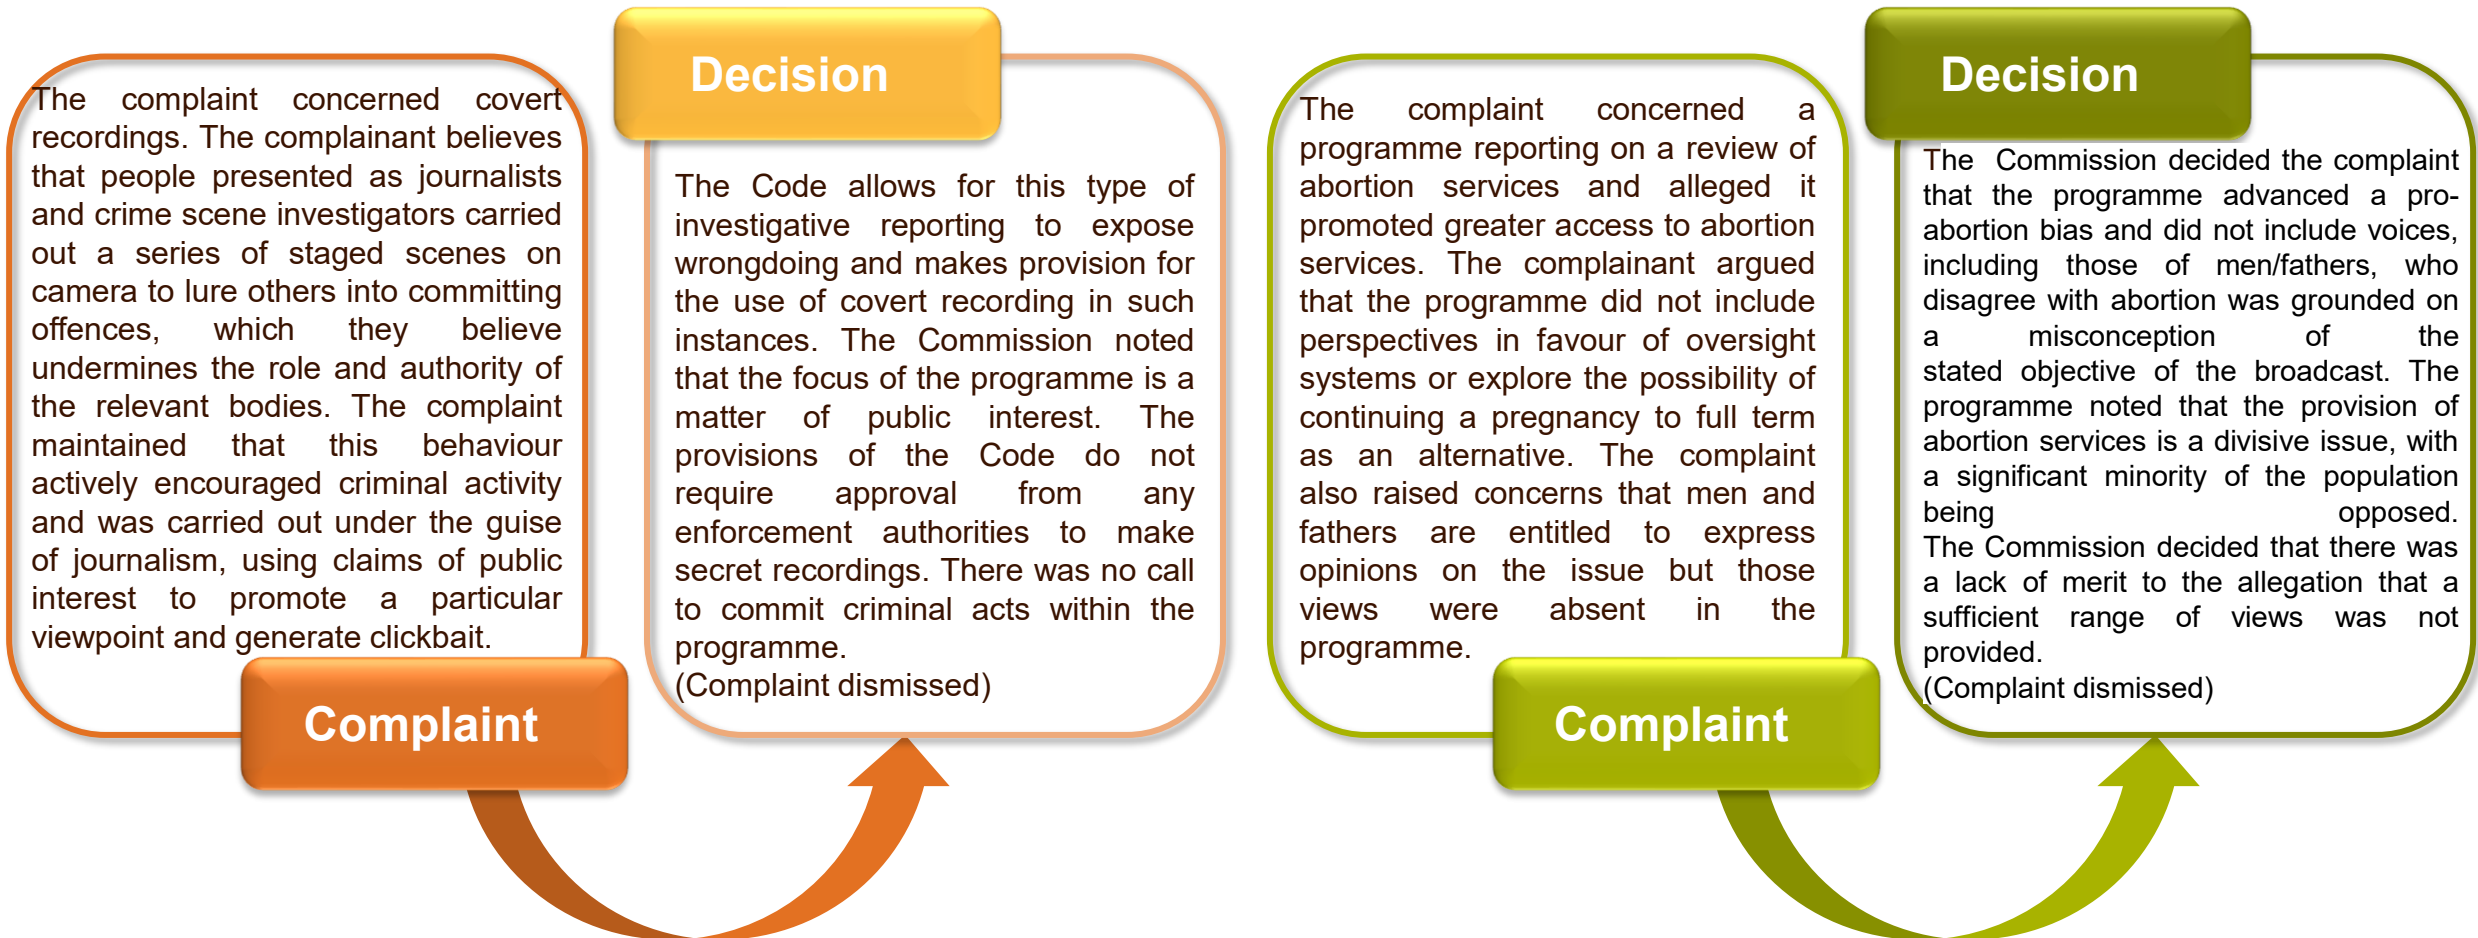 The complaint concerned covert
recordings. The complainant believes
that people presented as journalists
and crime scene investigators carried
out a series of staged scenes on
camera to lure others into committing
offences, which they believe
undermines the role and authority of
the relevant bodies. The complaint
maintained that this behaviour
actively encouraged criminal activity
and was carried out under the guise
of journalism, using claims of public
interest to promote a particular
viewpoint and generate clickbait.
Complaint
Decision
The Code allows for this type of
investigative reporting to expose
wrongdoing and makes provision for
the use of covert recording in such
instances. The Commission noted
that the focus of the programme is a
matter of public interest. The
provisions of the Code do not
require approval from any
enforcement authorities to make
secret recordings. There was no call
to commit criminal acts within the
programme.
(Complaint dismissed)
The complaint concerned a
programme reporting on a review of
abortion services and alleged it
promoted greater access to abortion
services. The complainant argued
that the programme did not include
perspectives in favour of oversight
systems or explore the possibility of
continuing a pregnancy to full term
as an alternative. The complaint
also raised concerns that men and
fathers are entitled to express
opinions on the issue but those
views were absent in the
programme.
Complaint
Decision
The Commission decided the complaint
that the programme advanced a pro-
abortion bias and did not include voices,
including those of men/fathers, who
disagree with abortion was grounded on
a misconception of the
stated objective of the broadcast. The
programme noted that the provision of
abortion services is a divisive issue, with
a significant minority of the population
being opposed.
The Commission decided that there was
a lack of merit to the allegation that a
sufficient range of views was not
provided.
(Complaint dismissed)